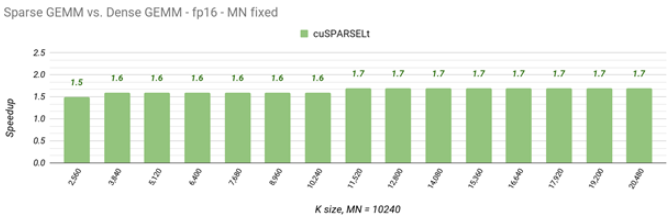 Sparse GEMM vs. Dense GEMM - fp16 - MN fixed
cuSPARSELt
Speedup
2.5
2.0
1.5
1.0
0.5
0.0
1.5 1.6 1.6 1.6 1.6 1.6 1.6 1.7 1.7 1.7 1.7 1.7 1.7 1.7 1.7
2,560 3,840 5,120 6,400 7,680 8,960 10,240 11,520 12,800 14,080 15,360 16,640 17,920 19,200 20,480
K size, MN = 10240